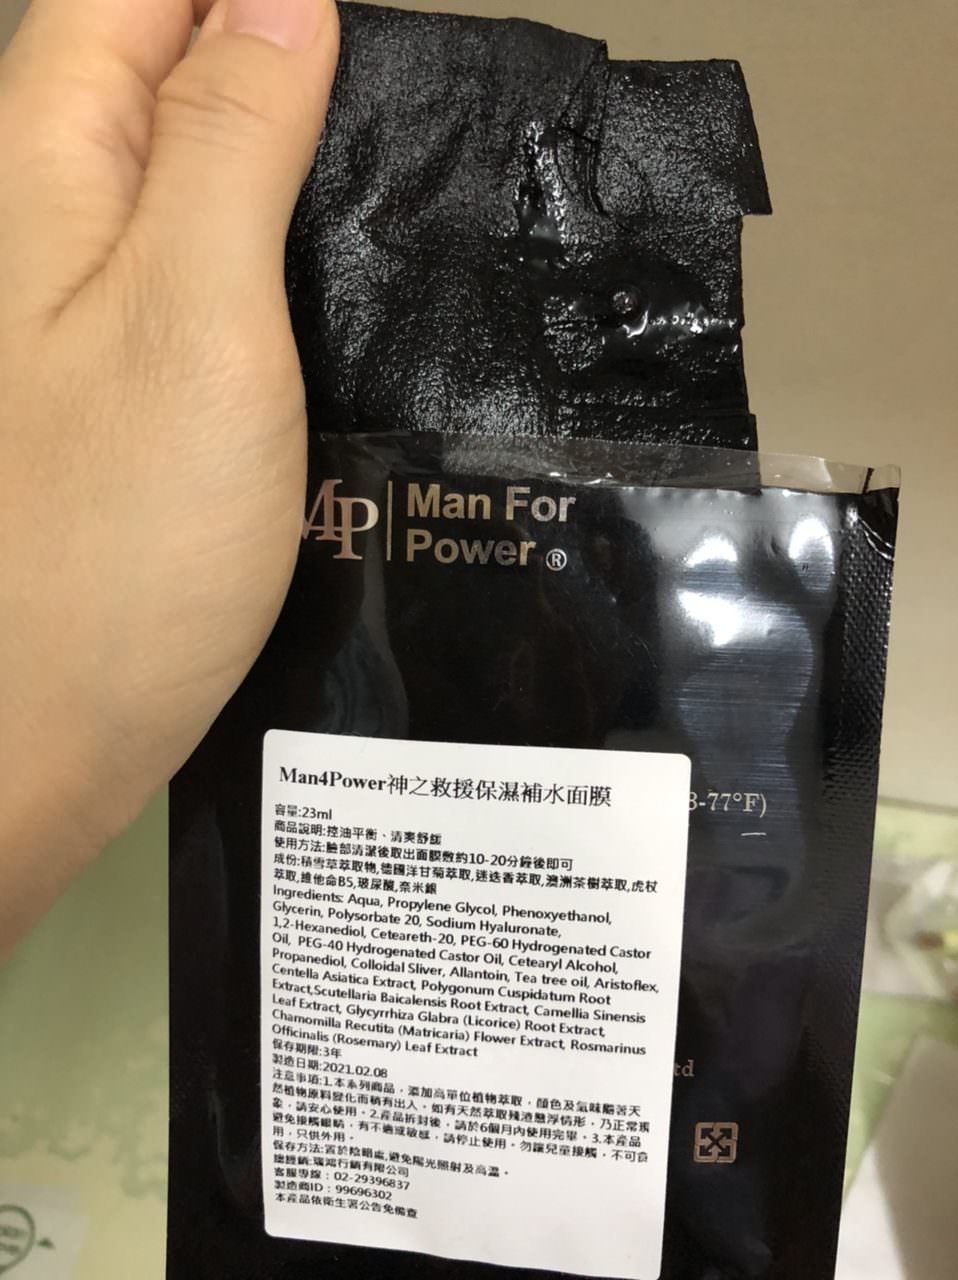 MP
Man For
Power ®
3-77°F)
Man4Power神之救援保濕補水面膜
容量:23ml
商品說明:控油平衡、清爽舒緩
使用方法:臉部清潔後取出面膜敷約10-20分鐘後即可
成份:積雪草萃取物,德國洋甘菊萃取,迷迭香萃取,澳洲茶樹萃取,虎杖
萃取,維他命B5,玻尿酸,奈米銀
Ingredients: Aqua, Propylene Glycol, Phenoxyethanol,
Glycerin, Polysorbate 20, Sodium Hyaluronate,
1,2-Hexanediol, Ceteareth-20, PEG-60 Hydrogenated Castor
Oil, PEG-40 Hydrogenated Castor Oil, Cetearyl Alcohol,
Propanediol, Colloidal Sliver, Allantoin, Tea tree oil, Aristoflex,
Centella Asiatica Extract, Polygonum Cuspidatum Root
Extract,Scutellaria Baicalensis Root Extract, Camellia Sinensis
Leaf Extract, Glycyrrhiza Glabra (Licorice) Root Extract,
Chamomilla Recutita (Matricaria) Flower Extract, Rosmarinus
Officinalis (Rosemary) Leaf Extract
保存期限:3年
製造日期:2021.02.08
注意事項:1.本系列商品，添加高單位植物萃取，顏色及氣味隨著天
然植物原料變化而稍有出入，如有天然萃取殘渣懸浮情形，乃正常現
象，請安心使用。2.產品拆封後，請於6個月內使用完畢。3.本產品
避免接觸眼睛，有不適或敏感，請停止使用。勿讓兒童接觸，不可食
用，只供外用。
保存方法:置於陰暗處,避免陽光照射及高溫。
總經銷:瑞鴻行銷有限公司
客服專線：02-29396837
製造商ID：99696302
本產品依衛生署公告免備查
td